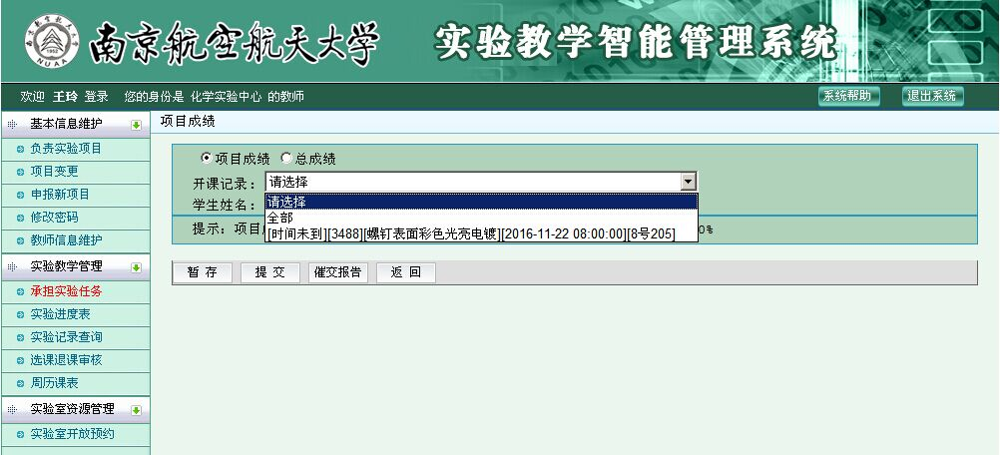 南京航空航天大学 实验教学智能管理系统
NUAA
1952
欢迎 王玲 登录 您的身份是 化学实验中心 的教师 系统帮助 退出系统
基本信息维护
负责实验项目
项目变更
申报新项目
修改密码
教师信息维护
实验教学管理
承担实验任务
实验进度表
实验记录查询
选课退课审核
周历课表
实验室资源管理
实验室开放预约
项目成绩
项目成绩 总成绩
开课记录： 请选择
学生姓名：
请选择
全部
[时间未到][3488][螺钉表面彩色光亮电镀][2016-11-22 08:00:00][8号205]
提示：项目 0%
暂 存 提 交 催交报告 返 回